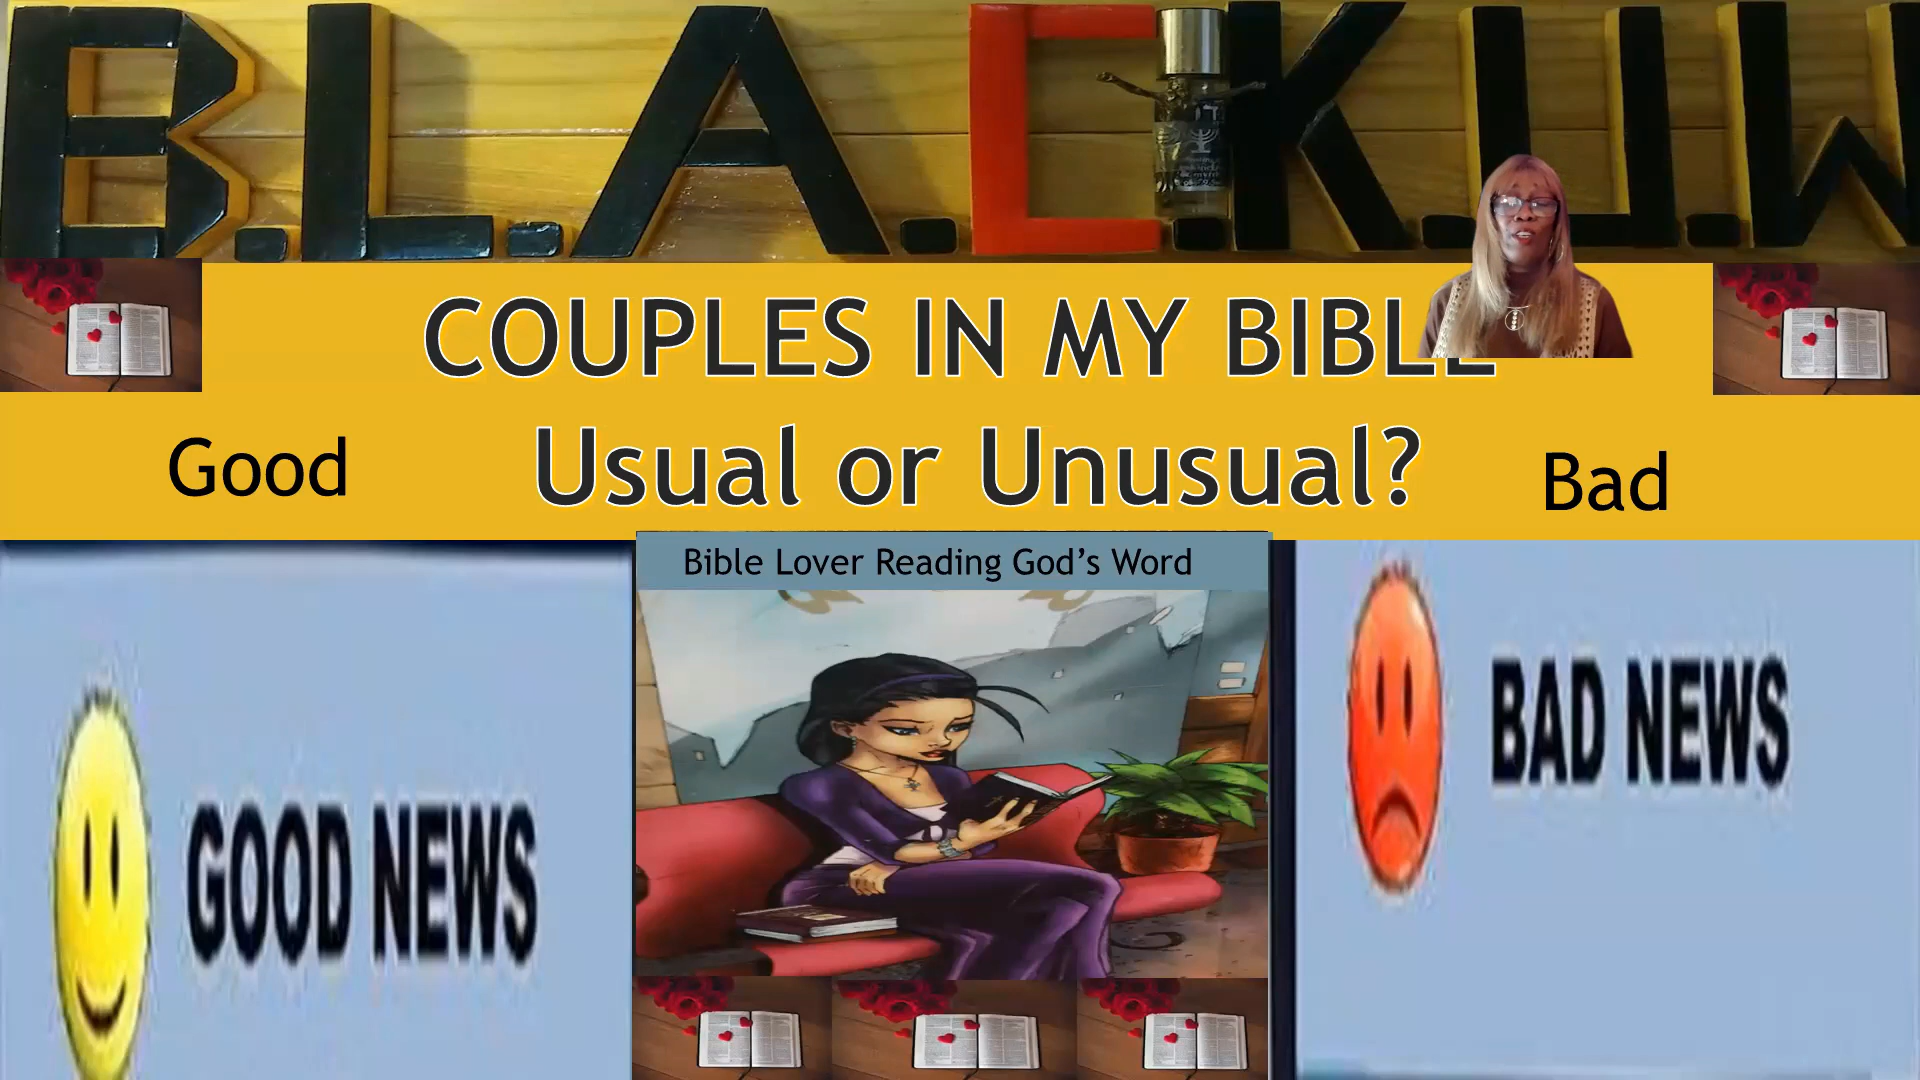 B.L.A.C.K.U.W
COUPLES IN MY BIBLE
Usual or Unusual?
Good
Bad
Bible Lover Reading God’s Word
GOOD NEWS
BAD NEWS